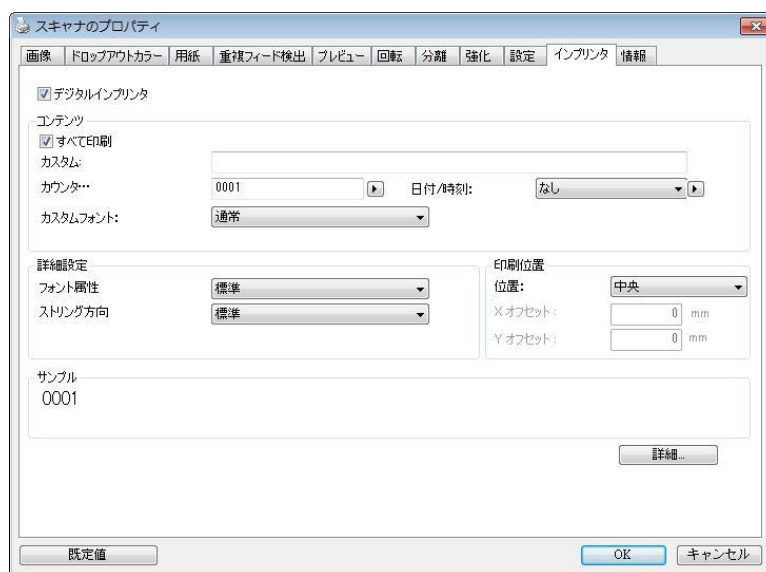 スキャナのプロパティ
画像 ドロップアウトカラー 用紙 重複フィード検出 プレビュー 回転 分離 強化 設定 インプリンタ 情報
デジタルインプリンタ
コンテンツ
すべて印刷
カスタム:
カウンタ… 0001 日付/時刻: なし
カスタムフォント: 通常
詳細設定
フォント属性 標準
ストリング方向 標準
印刷位置
位置: 中央
X オフセット: 0 mm
Y オフセット: 0 mm
サンプル
0001
詳細...
既定値 OK キャンセル